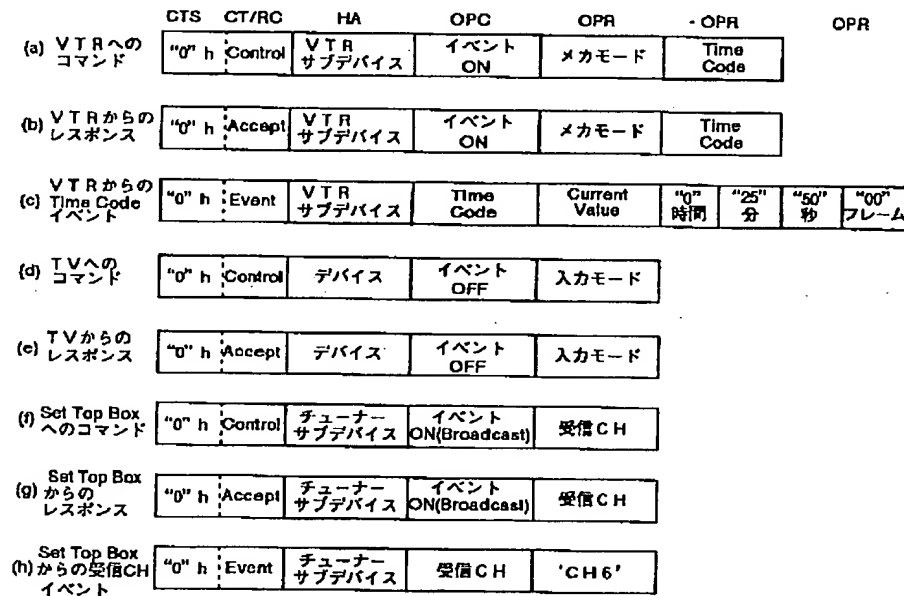 CTS CT/RC HA OPC OPR - OPR OPR
(a) VTRへの
コマンド
“0” h Control VTR
サブデバイス イベント
ON メカモード Time
Code
(b) VTRからの
レスポンス
“0” h Accept VTR
サブデバイス イベント
ON メカモード Time
Code
(c) VTRからの
Time Code
イベント
“0” h Event VTR
サブデバイス Time
Code Current
Value “0”
時間 “25”
分 “50”
秒 “00”
フレーム
(d) TVへの
コマンド
“0” h Control デバイス イベント
OFF 入力モード
(e) TVからの
レスポンス
“0” h Accept デバイス イベント
OFF 入力モード
(f) Set Top Box
へのコマンド
“0” h Control チューナー
サブデバイス イベント
ON(Broadcast) 受信CH
(g) Set Top Box
からの
レスポンス
“0” h Accept チューナー
サブデバイス イベント
ON(Broadcast) 受信CH
(h) Set Top Box
からの受信CH
イベント
“0” h Event チューナー
サブデバイス 受信CH 'CH6'